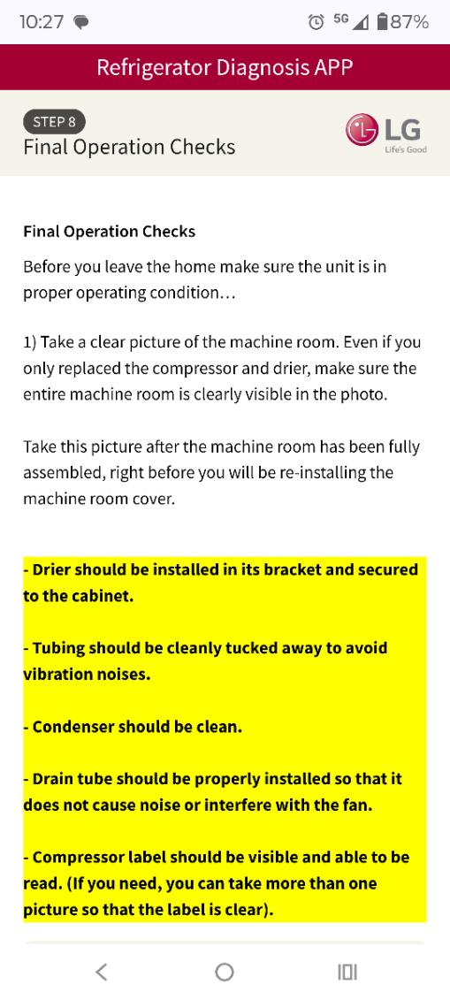 10:27
5G
87%
Refrigerator Diagnosis APP
STEP 8
Final Operation Checks
LG
Life's Good
Final Operation Checks
Before you leave the home make sure the unit is in
proper operating condition...
1) Take a clear picture of the machine room. Even if you
only replaced the compressor and drier, make sure the
entire machine room is clearly visible in the photo.
Take this picture after the machine room has been fully
assembled, right before you will be re-installing the
machine room cover.
- Drier should be installed in its bracket and secured
to the cabinet.
- Tubing should be cleanly tucked away to avoid
vibration noises.
- Condenser should be clean.
- Drain tube should be properly installed so that it
does not cause noise or interfere with the fan.
- Compressor label should be visible and able to be
read. (If you need, you can take more than one
picture so that the label is clear).